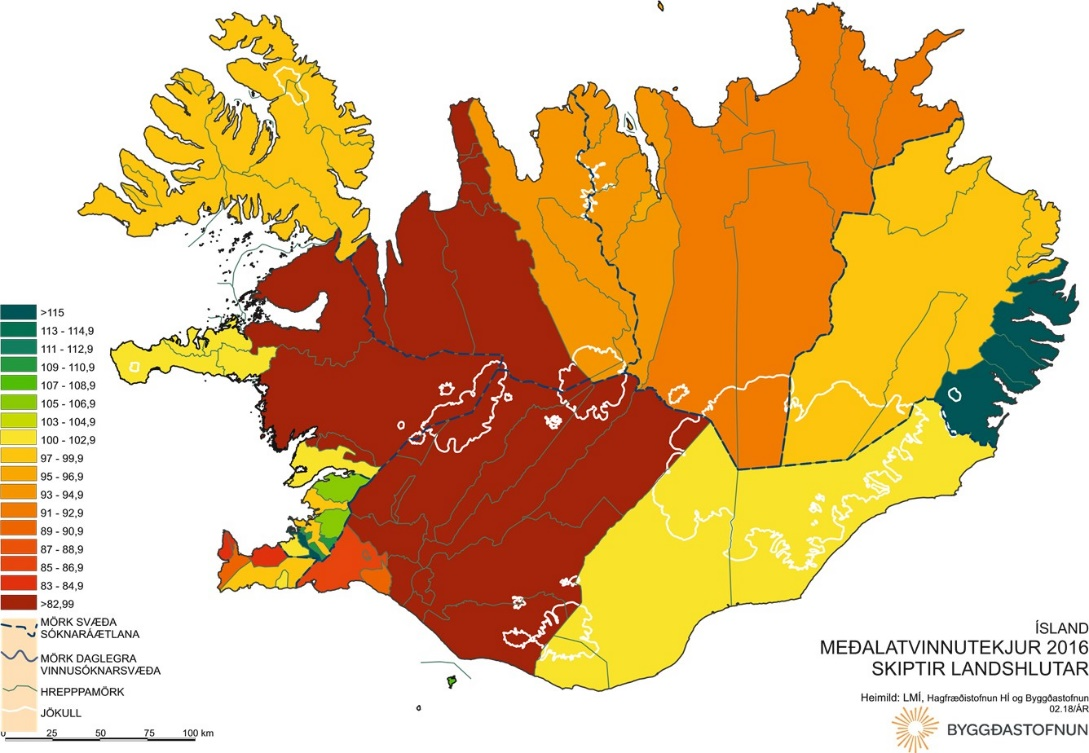 >115
113 - 114,9
111 - 112,9
109 - 110,9
107 - 108,9
105 - 106,9
103 - 104,9
100 - 102,9
97 - 99,9
95 - 96,9
93 - 94,9
91 - 92,9
89 - 90,9
87 - 88,9
85 - 86,9
83 - 84,9
>82,99
MÖRK SVÆÐA
SÓKNARÁÆTLANA
MÖRK DAGLEGRA
VINNUSÓKNARSVÆÐA
HREPPPAMÖRK
JÖKULL
0 25 50 75 100 km
ÍSLAND
MEÐALATVINNUTEKJUR 2016
SKIPTIR LANDSHLUTAR
Heimild: LMÍ, Hagfræðistofnun HÍ og Byggðastofnun
02.18/ÁR
BYGGÐASTOFNUN